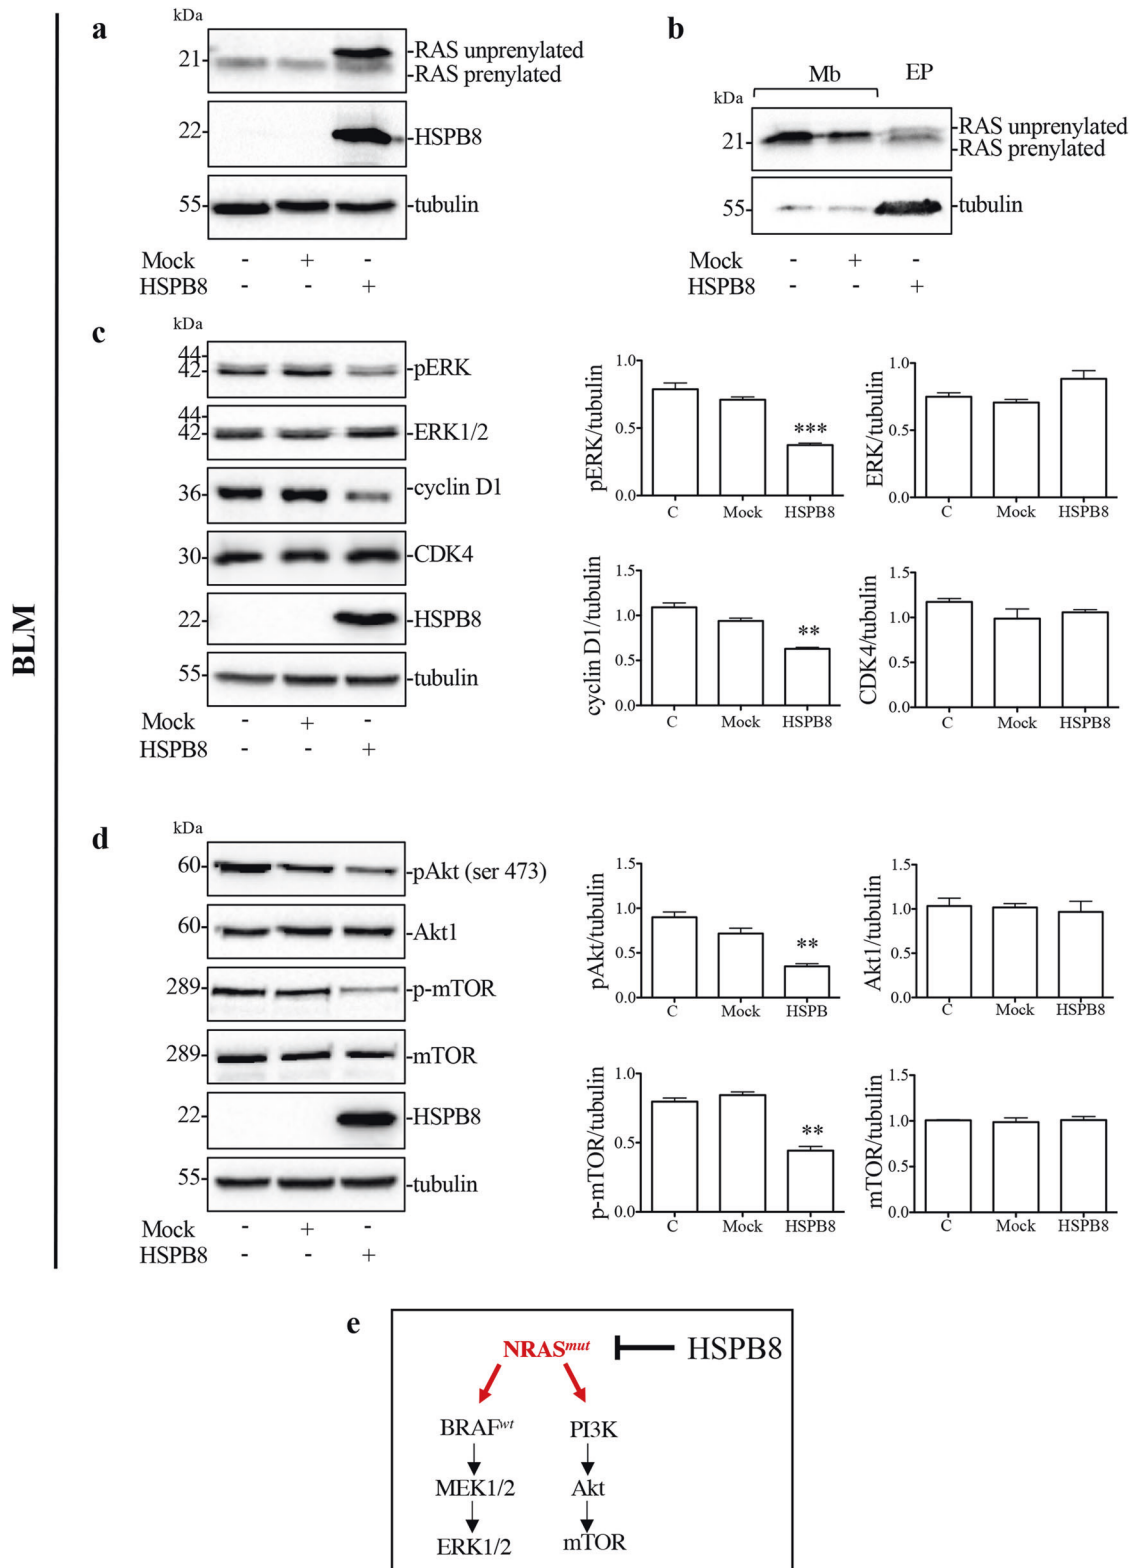 BLM
a
kDa
21-
-RAS unprenylated
-RAS prenylated
22-
-HSPB8
55-
-tubulin
Mock - + -
HSPB8 - - +
b
Mb EP
kDa
21-
-RAS unprenylated
-RAS prenylated
55-
-tubulin
Mock - + -
HSPB8 - - +
c
kDa
44-
42-
-pERK
44-
42-
-ERK1/2
36-
-cyclin D1
30-
-CDK4
22-
-HSPB8
55-
-tubulin
Mock - + -
HSPB8 - - +
pERK/tubulin
1.0
0.5
0.0
***
C Mock HSPB8
ERK/tubulin
1.0
0.5
0.0
C Mock HSPB8
cyclin D1/tubulin
1.5
1.0
0.5
0.0
**
C Mock HSPB8
CDK4/tubulin
1.5
1.0
0.5
0.0
C Mock HSPB8
d
kDa
60-
-pAkt (ser 473)
60-
-Akt1
289-
-p-mTOR
289-
-mTOR
22-
-HSPB8
55-
-tubulin
Mock - + -
HSPB8 - - +
pAkt/tubulin
1.5
1.0
0.5
0.0
**
C Mock HSPB
Akt1/tubulin
1.5
1.0
0.5
0.0
C Mock HSPB8
p-mTOR/tubulin
1.0
0.5
0.0
**
C Mock HSPB8
mTOR/tubulin
1.5
1.0
0.5
0.0
C Mock HSPB8
e
NRASmut HSPB8
BRAFwt PI3K
MEK1/2 Akt
ERK1/2 mTOR